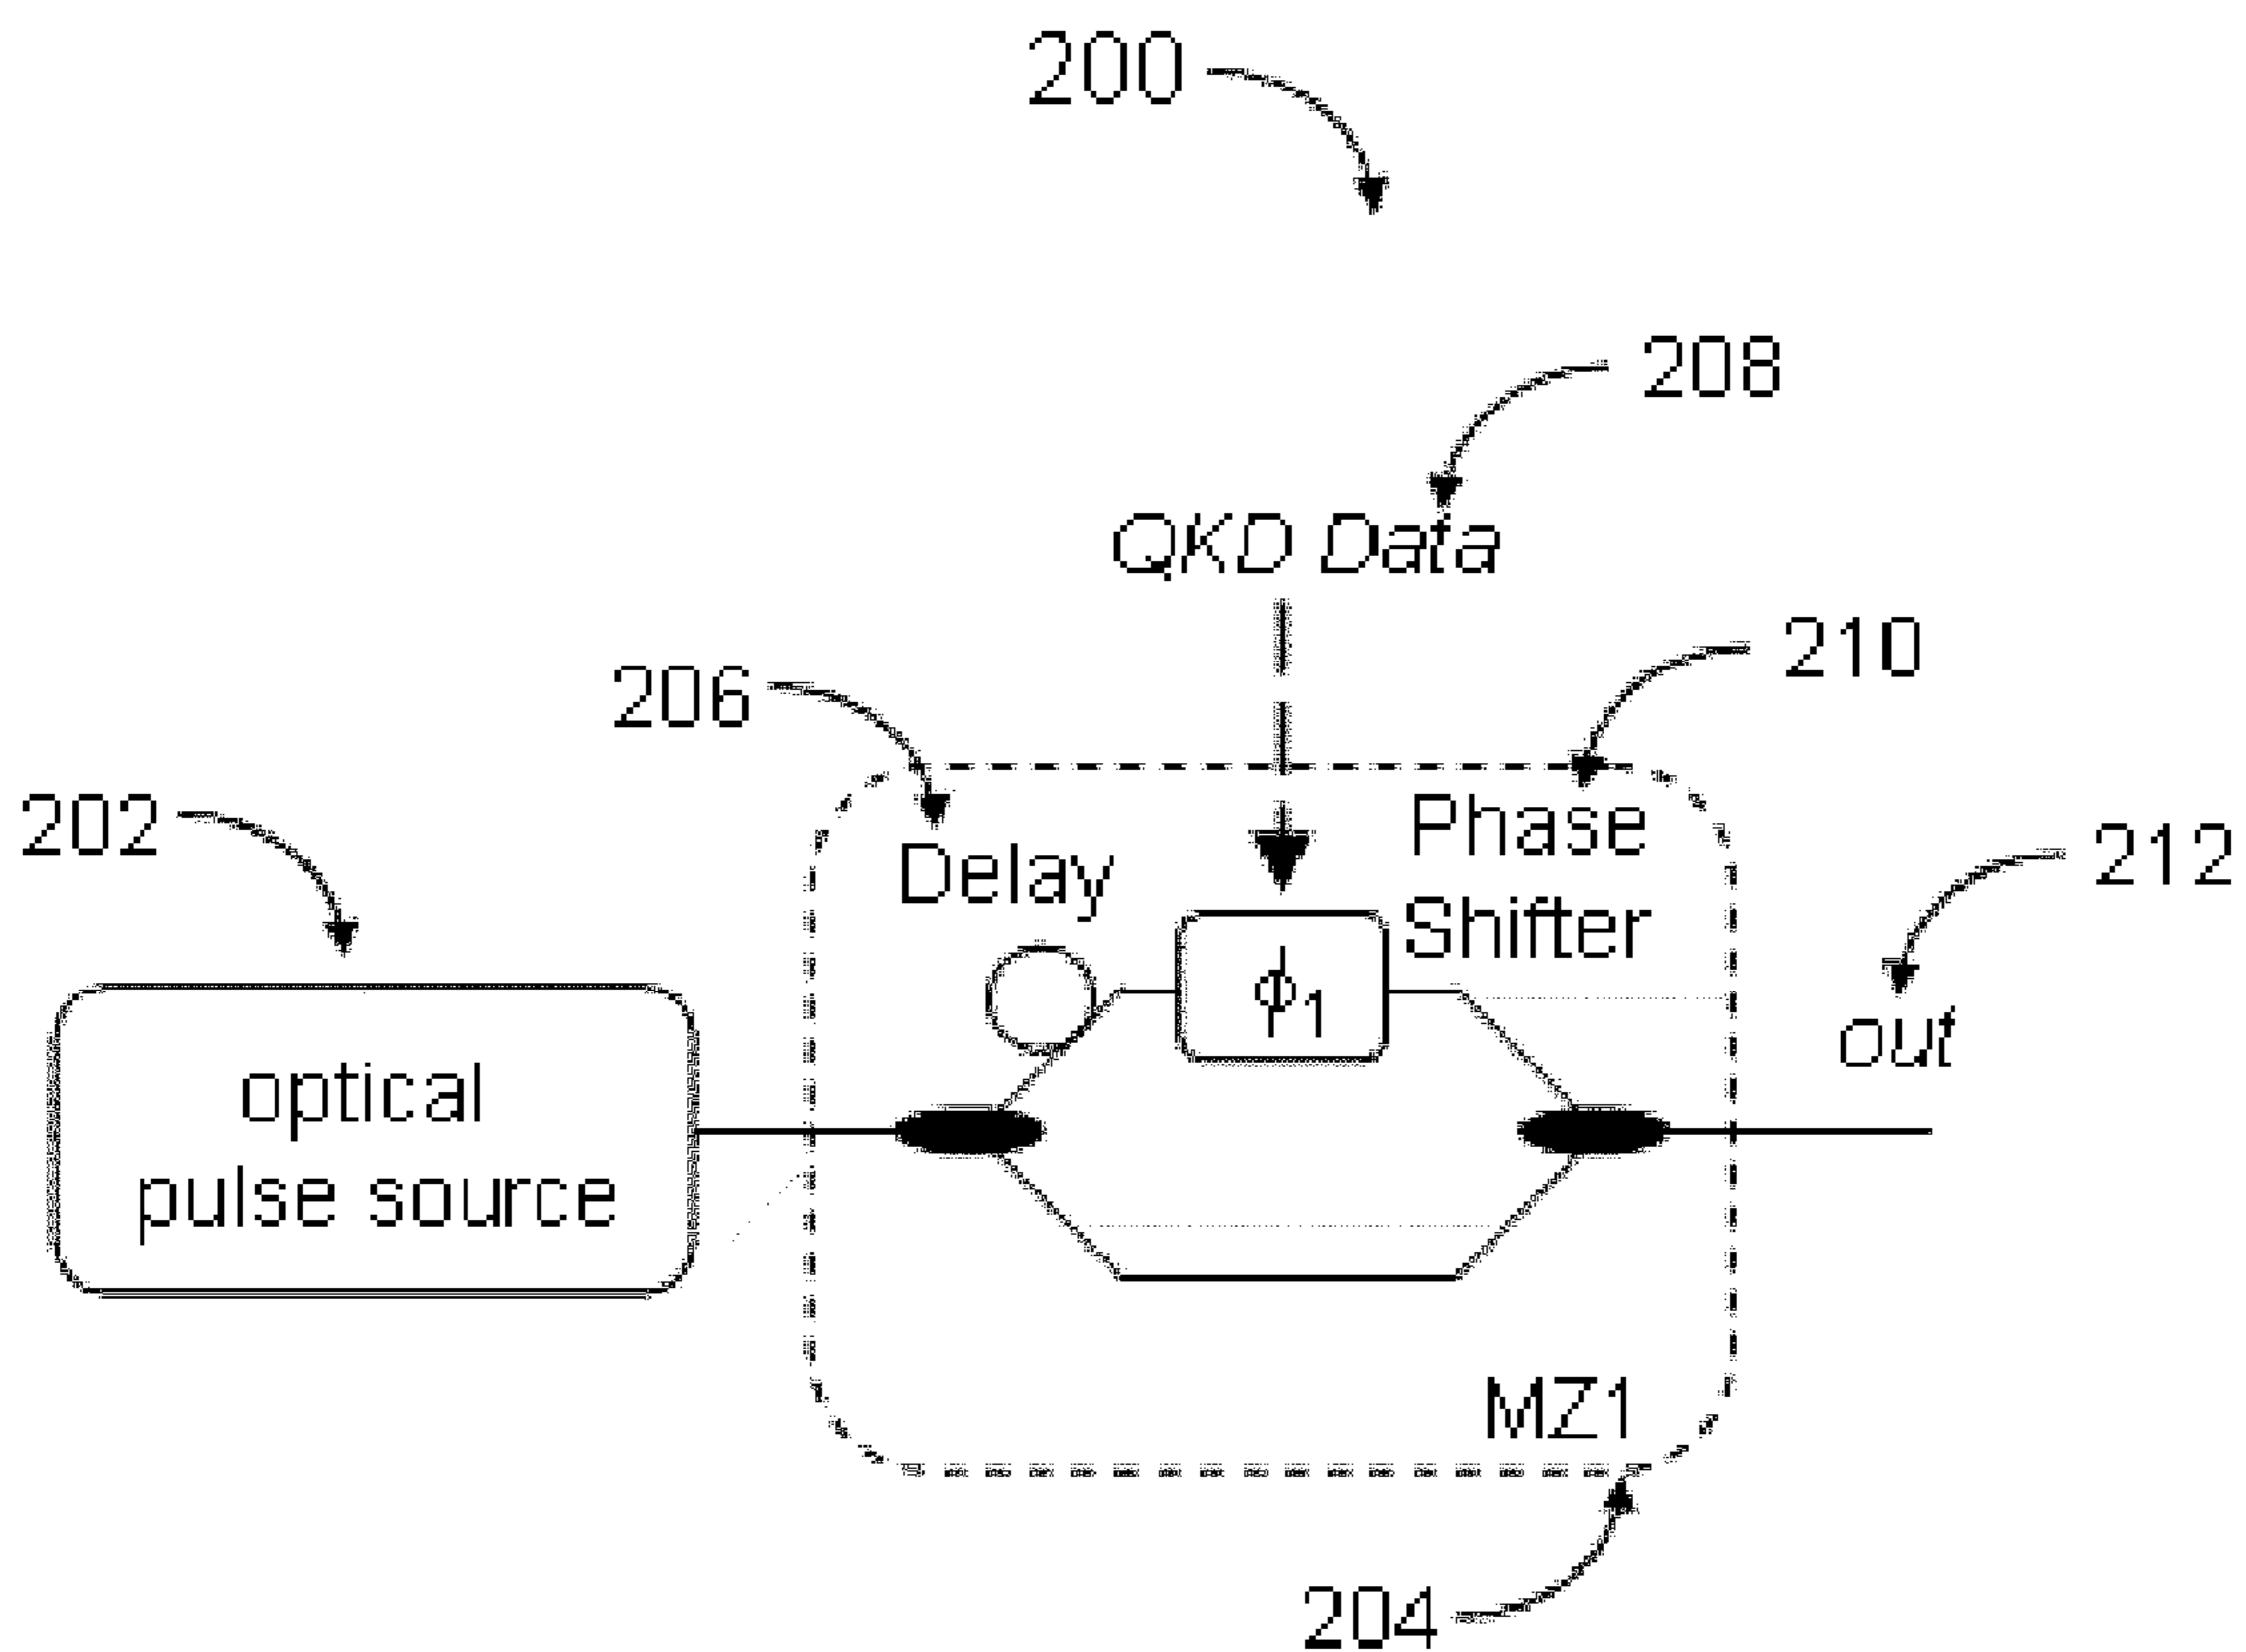 200
208
QKD Data
206
210
202
Delay
Phase
Shifter
212
ϕ1
out
optical
pulse source
MZ1
204